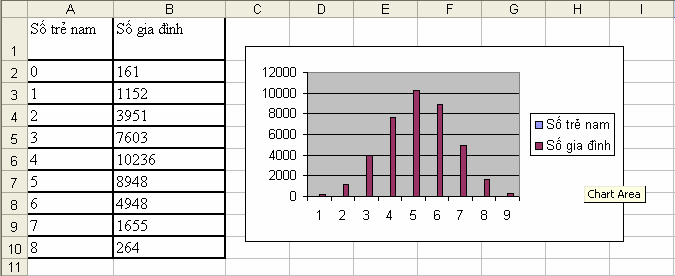 A B C D E F G H I
1 Số trẻ nam Số gia đình
2 0 161
3 1 1152
4 2 3951
5 3 7603
6 4 10236
7 5 8948
8 6 4948
9 7 1655
10 8 264
11
12000
10000
8000
6000
4000
2000
0
1 2 3 4 5 6 7 8 9
Số trẻ nam
Số gia đình
Chart Area